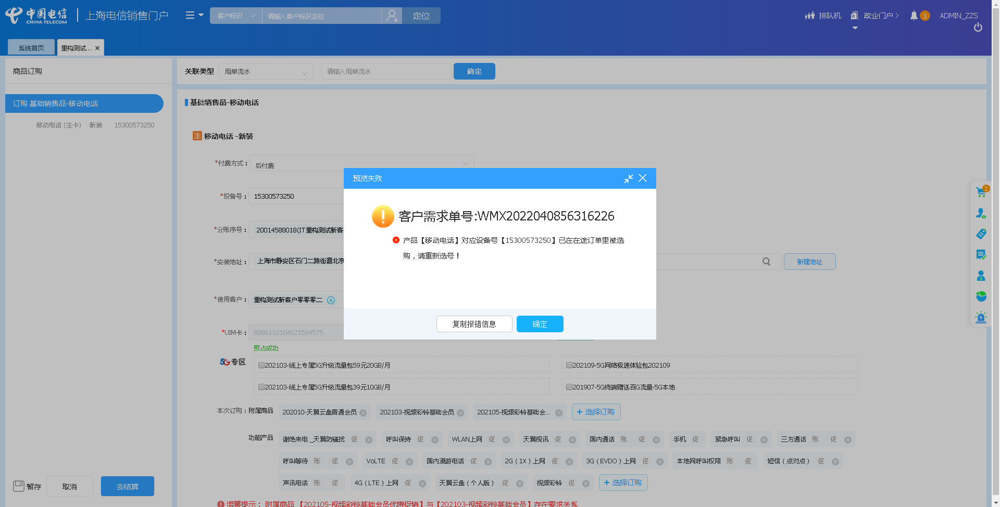 中国电信
CHINA TELECOM
上海电信销售门户
客户标识 请输入客户标识定位 定位
排队机 政企门户 1 ADMIN_ZZS
系统首页 重构测试...
商品订购
关联类型 甩单流水 请输入甩单流水 确定
订购 基础销售品-移动电话
移动电话 (主卡) 新装 15300573250
基础销售品-移动电话
主 移动电话 -新装
*付费方式： 后付费
*设备号： 15300573250
*分账序号： 20014588018(IT重构测试新客
*安装地址： 上海市静安区石门二路街道北京
新建地址
*使用客户： 重构测试新客户零零零二
*UIM卡： 8986112104021594575
预占成功
预览失败
客户需求单号:WMX2022040856316226
产品【移动电话】对应设备号【15300573250】已在在途订单里被选
购，请重新选号！
复制报错信息 确定
1
5G专区
202103-线上专属5G升级流量包59元20GB/月 202109-5G网络极速体验包202109
202103-线上专属5G升级流量包39元10GB/月 201907-5G终端赠送百G流量-5G本地
本次订购：附属商品 202010-天翼云盘普通会员 202103-视频彩铃基础会员 202105-视频彩铃基础会... + 选择订购
功能产品 谢绝来电_天翼防骚扰 促 呼叫保持 促 WLAN上网 促 天翼视讯 促 国内通话 账 促 手机 促 紧急呼叫 促 三方通话 账 促
呼叫等待 账 促 VoLTE 促 国内漫游电话 促 2G（1X）上网 促 3G（EVDO）上网 促 本地网呼叫权限 账 促 短信（点对点） 促
声讯电话 账 促 4G（LTE）上网 促 天翼云盘（个人版） 促 视频彩铃 促 + 选择订购
温馨提示： 附属商品 【202105-视频彩铃基础会员优惠促销】与【202103-视频彩铃基础会员】存在要求关系
暂存 取消 去结算